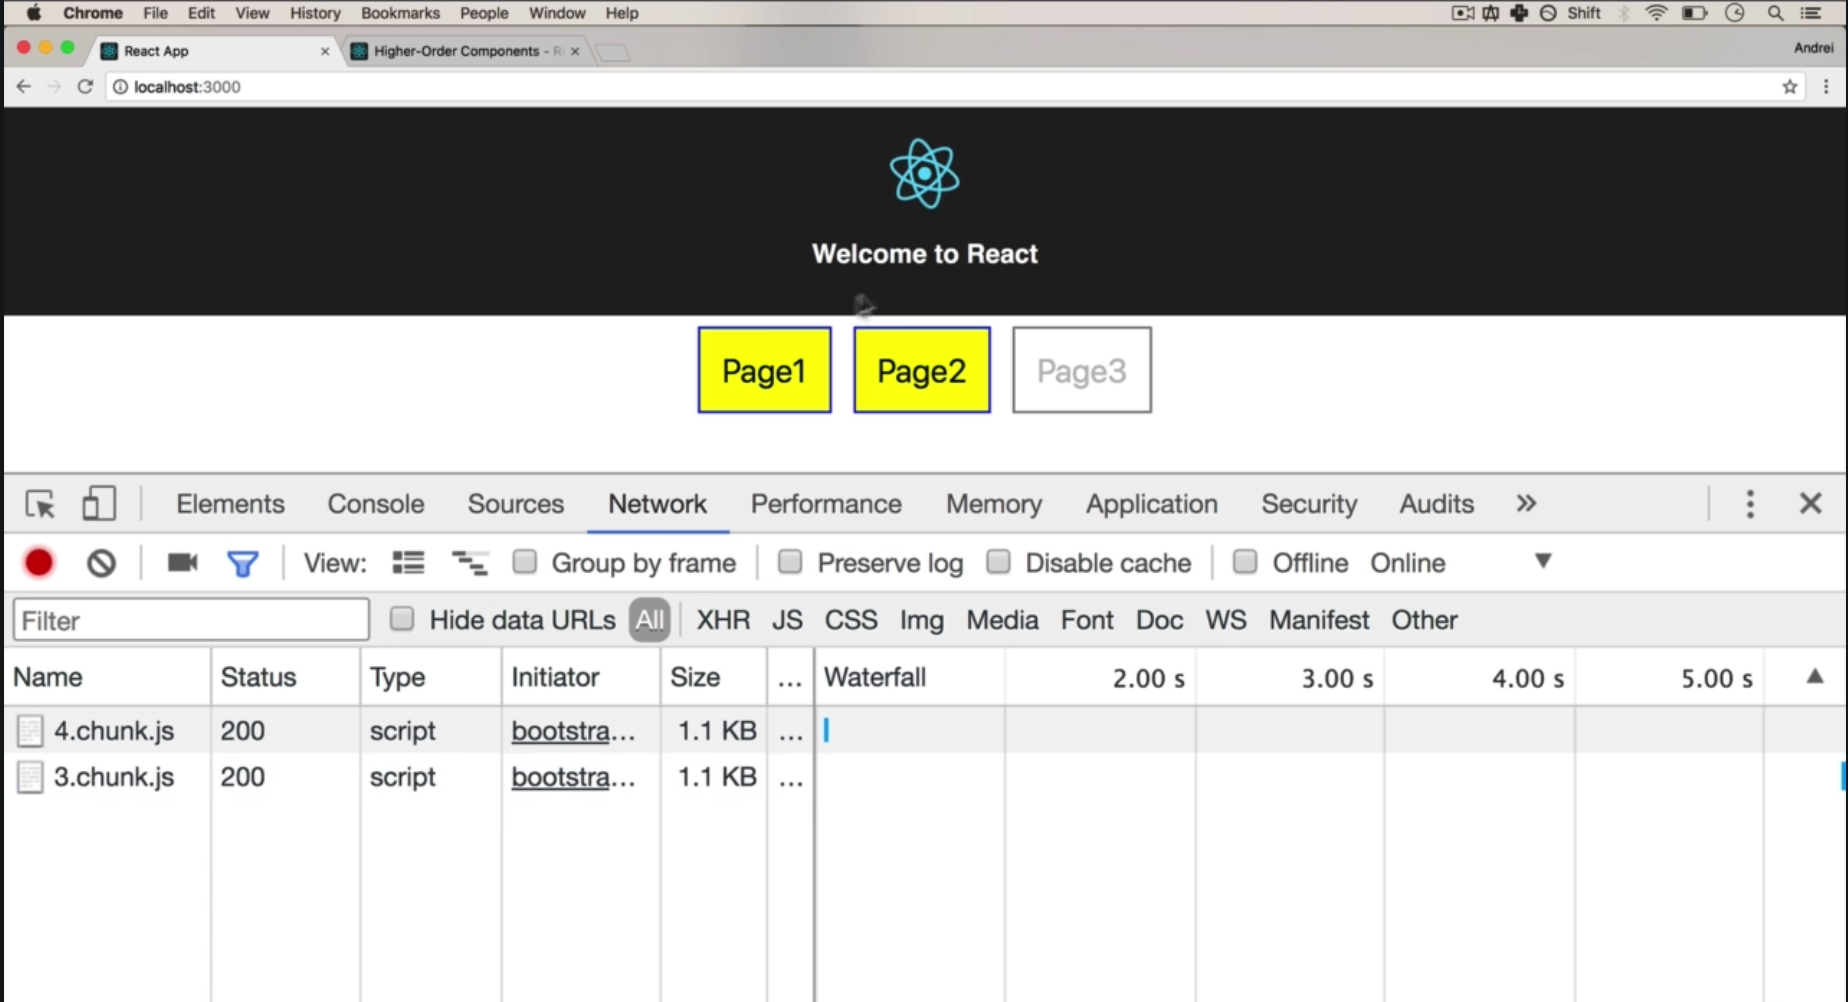 Chrome File Edit View History Bookmarks People Window Help Shift
React App Higher-Order Components - R Andrei
localhost:3000
Welcome to React
Page1 Page2 Page3
Elements Console Sources Network Performance Memory Application Security Audits »
View: Group by frame Preserve log Disable cache Offline Online
Filter Hide data URLs All XHR JS CSS Img Media Font Doc WS Manifest Other
Name Status Type Initiator Size ... Waterfall 2.00 s 3.00 s 4.00 s 5.00 s
4.chunk.js 200 script bootstra... 1.1 KB ...
3.chunk.js 200 script bootstra... 1.1 KB ...